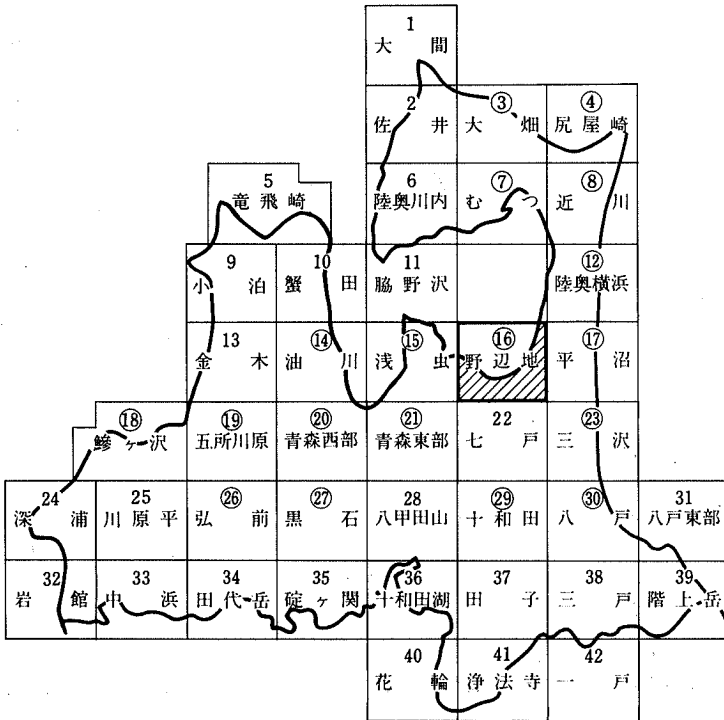 1
大間
2 ③ ④
佐井 大畑 尻屋崎
5 6 ⑦ ⑧
竜飛崎 陸奥川内 むつ 近川
9 10 11 ⑫
小泊 蟹田 脇野沢 陸奥横浜
13 ⑭ ⑮ ⑯ ⑰
金木 油川 浅虫 野辺地 平沼
⑱ ⑲ ⑳ ㉑ 22 ㉓
鰺ヶ沢 五所川原 青森西部 青森東部 七戸 三沢
24 25 ㉖ ㉗ 28 ㉙ ㉚ 31
深浦 川原平 弘前 黒石 八甲田山 十和田 八戸 八戸東部
32 33 34 35 36 37 38 39
岩館 中浜 田代岳 碇ヶ関 十和田湖 田子 三戸 階上岳
40 41 42
花輪 浄法寺 一戸